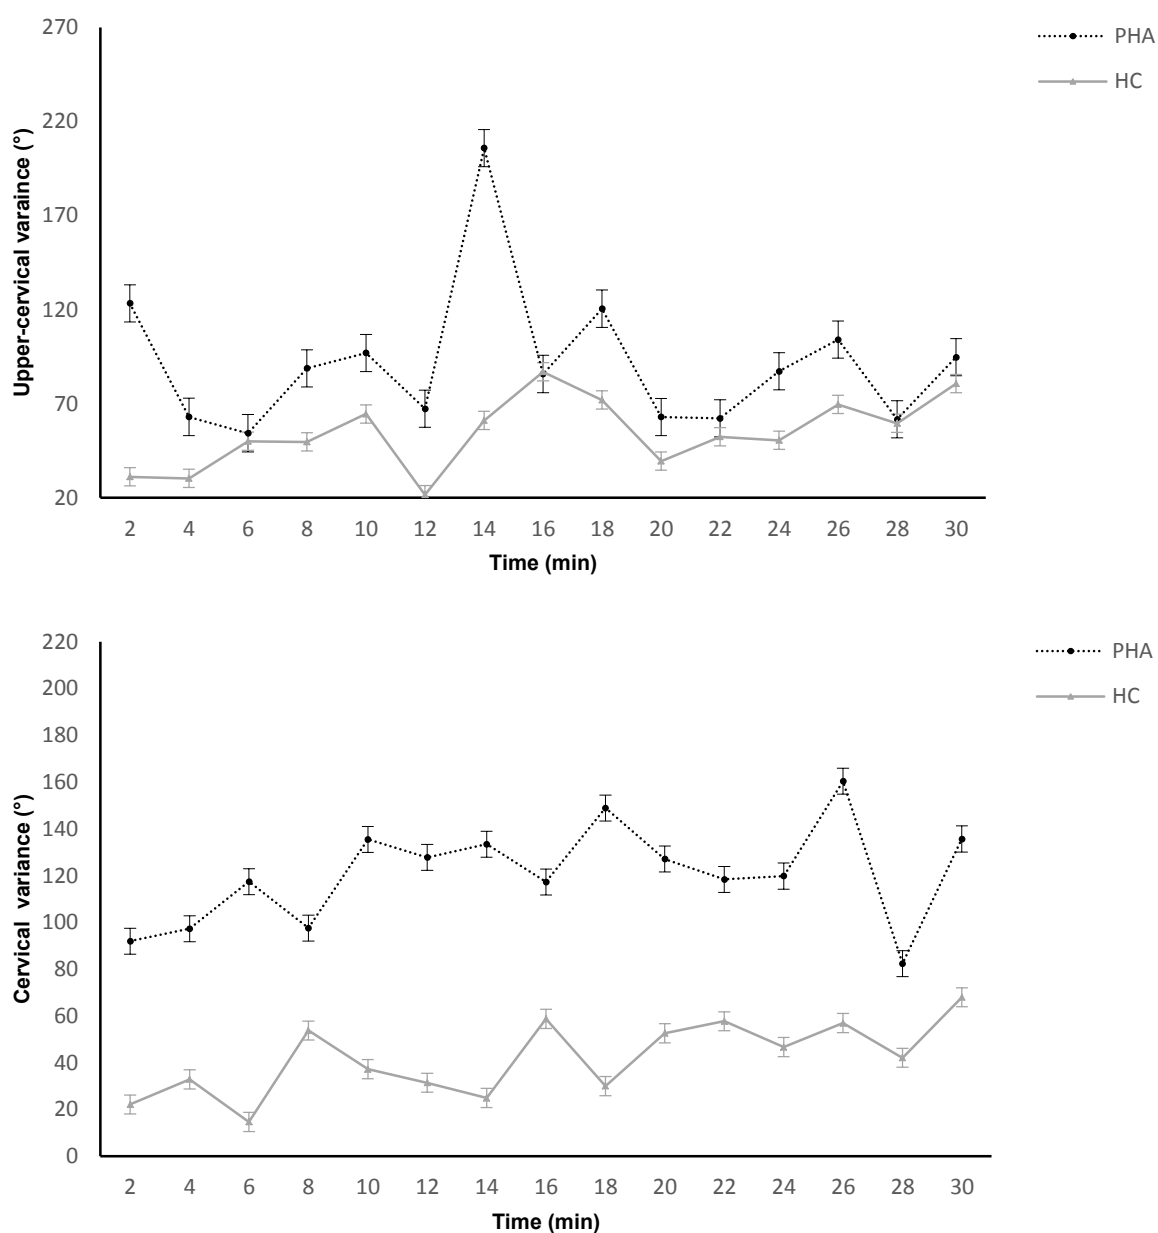 270
220
170
120
70
20
Upper-cervical varaince (°)
2 4 6 8 10 12 14 16 18 20 22 24 26 28 30
Time (min)
PHA
HC
220
200
180
160
140
120
100
80
60
40
20
0
Cervical variance (°)
2 4 6 8 10 12 14 16 18 20 22 24 26 28 30
Time (min)
PHA
HC